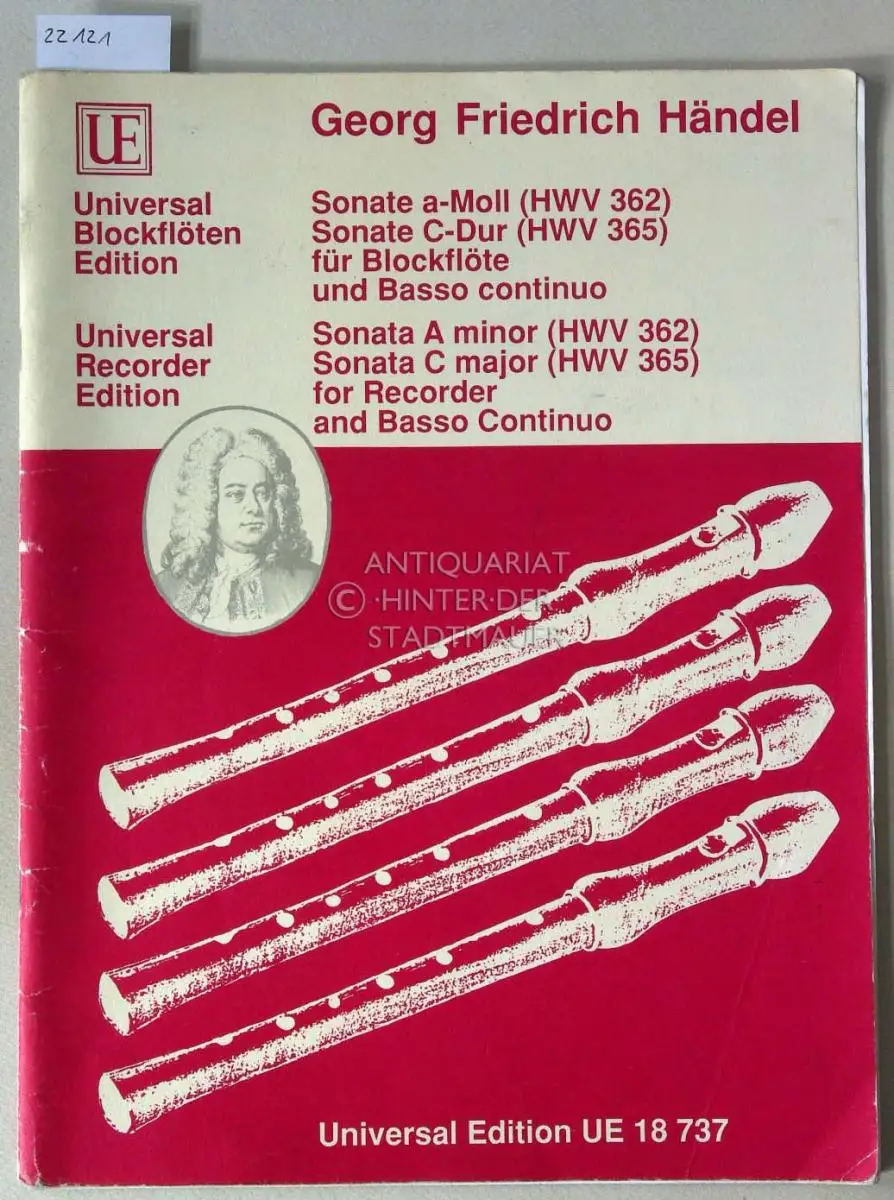 22 121
UE
Georg Friedrich Händel
Universal
Blockflöten
Edition
Sonate a-Moll (HWV 362)
Sonate C-Dur (HWV 365)
für Blockflöte
und Basso continuo
Universal
Recorder
Edition
Sonata A minor (HWV 362)
Sonata C major (HWV 365)
for Recorder
and Basso Continuo
ANTIQUARIAT
© ·HINTER·DER
STADTMAUER
Universal Edition UE 18 737